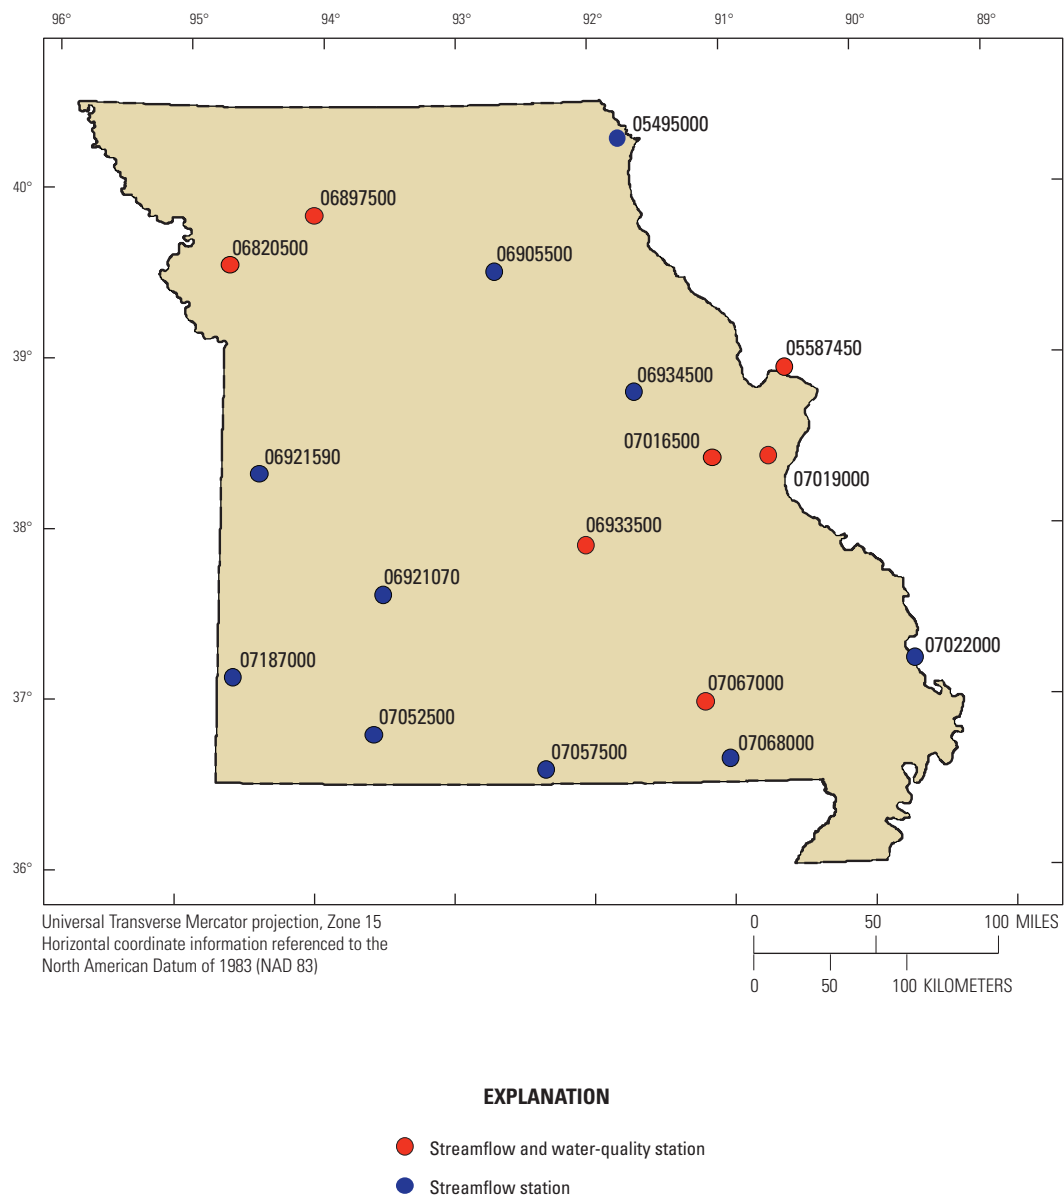 96° 95° 94° 93° 92° 91° 90° 89°
05495000
40°
06897500
06820500
06905500
39°
05587450
06934500
07016500
06921590
07019000
38°
06933500
06921070
07022000
07187000
37°
07067000
07052500
07068000
07057500
36°
Universal Transverse Mercator projection, Zone 15
Horizontal coordinate information referenced to the
North American Datum of 1983 (NAD 83)
0 50 100 MILES
0 50 100 KILOMETERS
EXPLANATION
Streamflow and water-quality station
Streamflow station